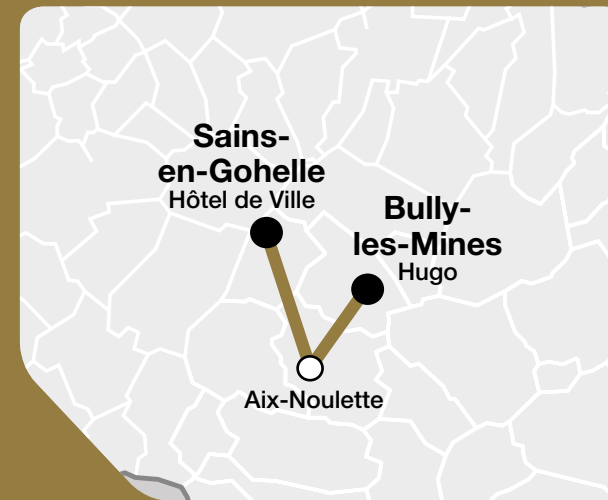 Sains-
en-Gohelle
Hôtel de Ville
Bully-
les-Mines
Hugo
Aix-Noulette